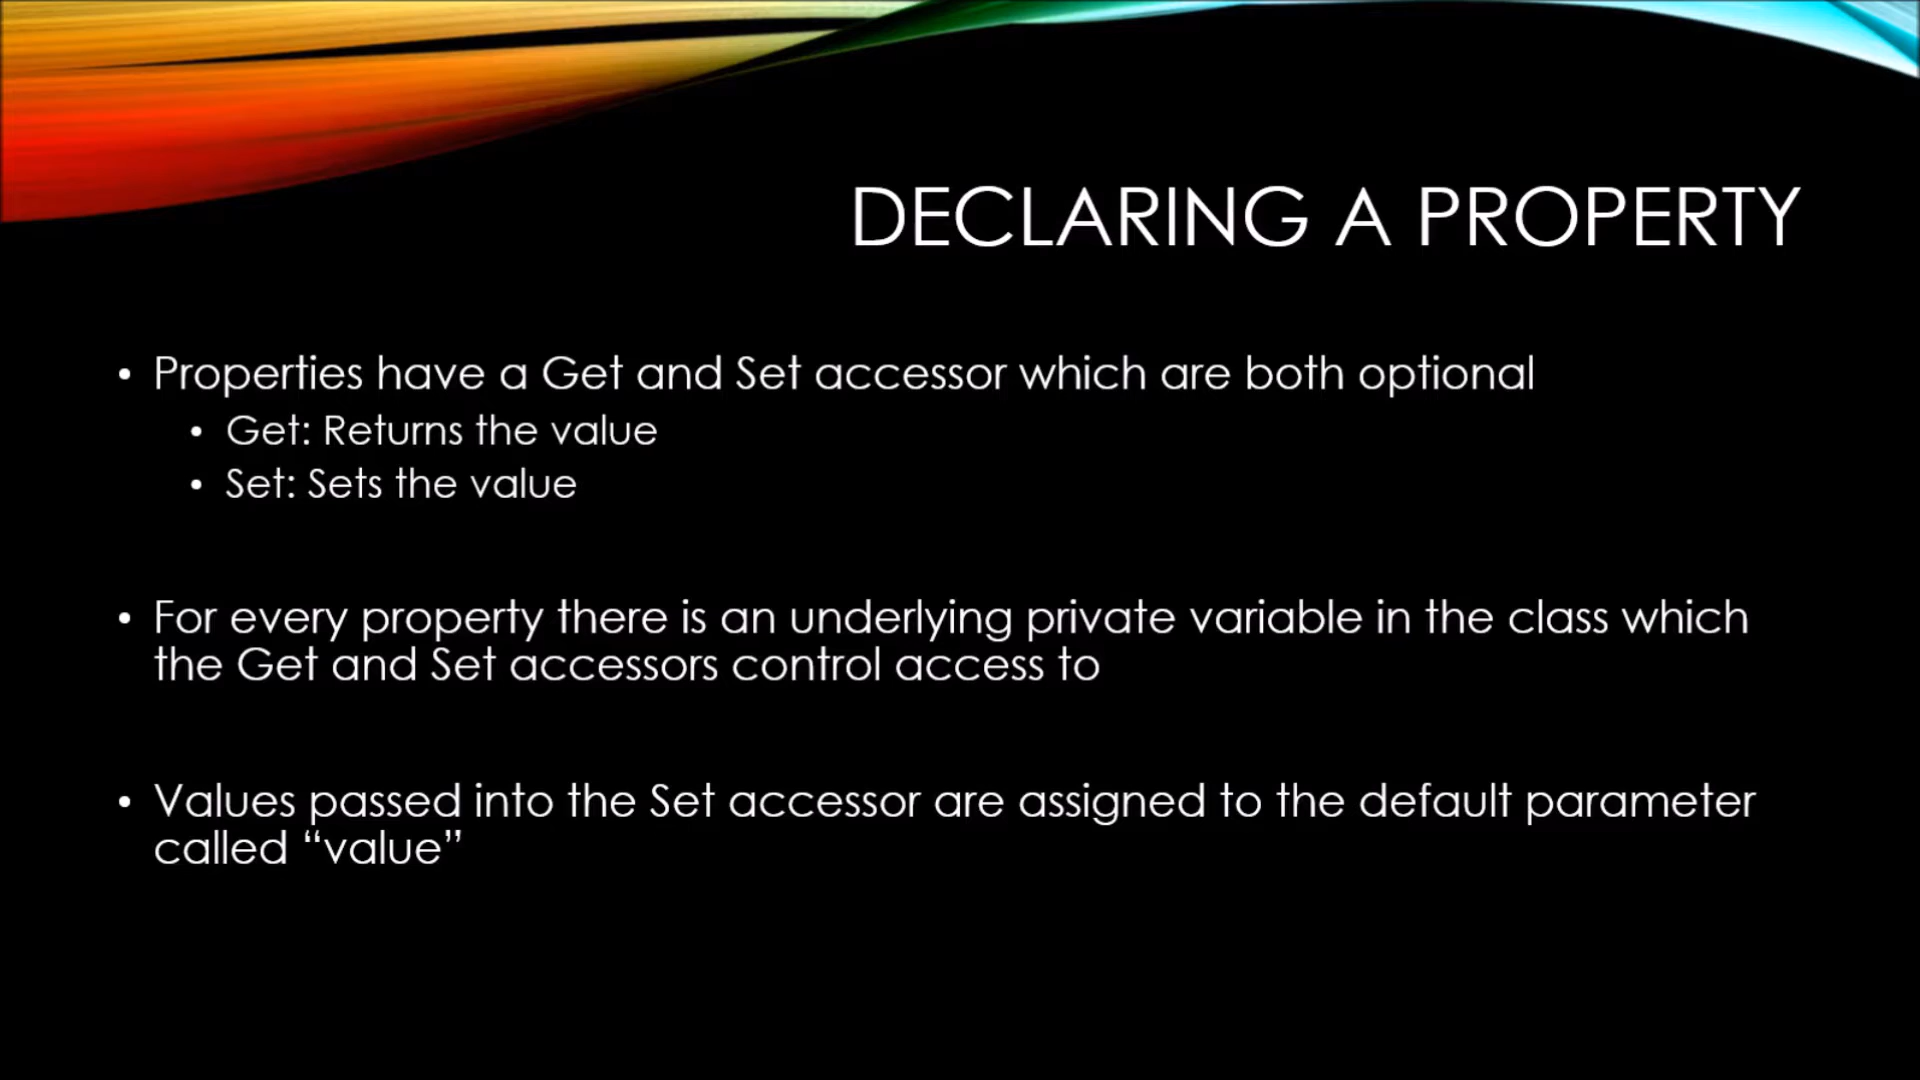 DECLARING A PROPERTY
• Properties have a Get and Set accessor which are both optional
• Get: Returns the value
• Set: Sets the value
• For every property there is an underlying private variable in the class which
the Get and Set accessors control access to
• Values passed into the Set accessor are assigned to the default parameter
called “value”